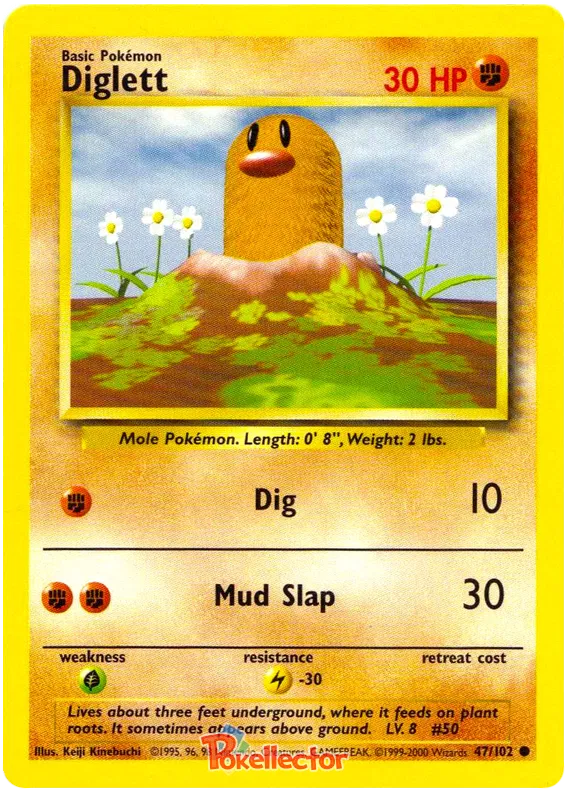 Basic Pokémon
Diglett
30 HP
Mole Pokémon. Length: 0' 8", Weight: 2 lbs.
Dig 10
Mud Slap 30
weakness resistance retreat cost
-30
Lives about three feet underground, where it feeds on plant
roots. It sometimes appears above ground. LV. 8 #50
Illus. Keiji Kinebuchi ©1995, 96, GAMEFREAK. ©1999-2000 Wizards. 47/102
Pokellector